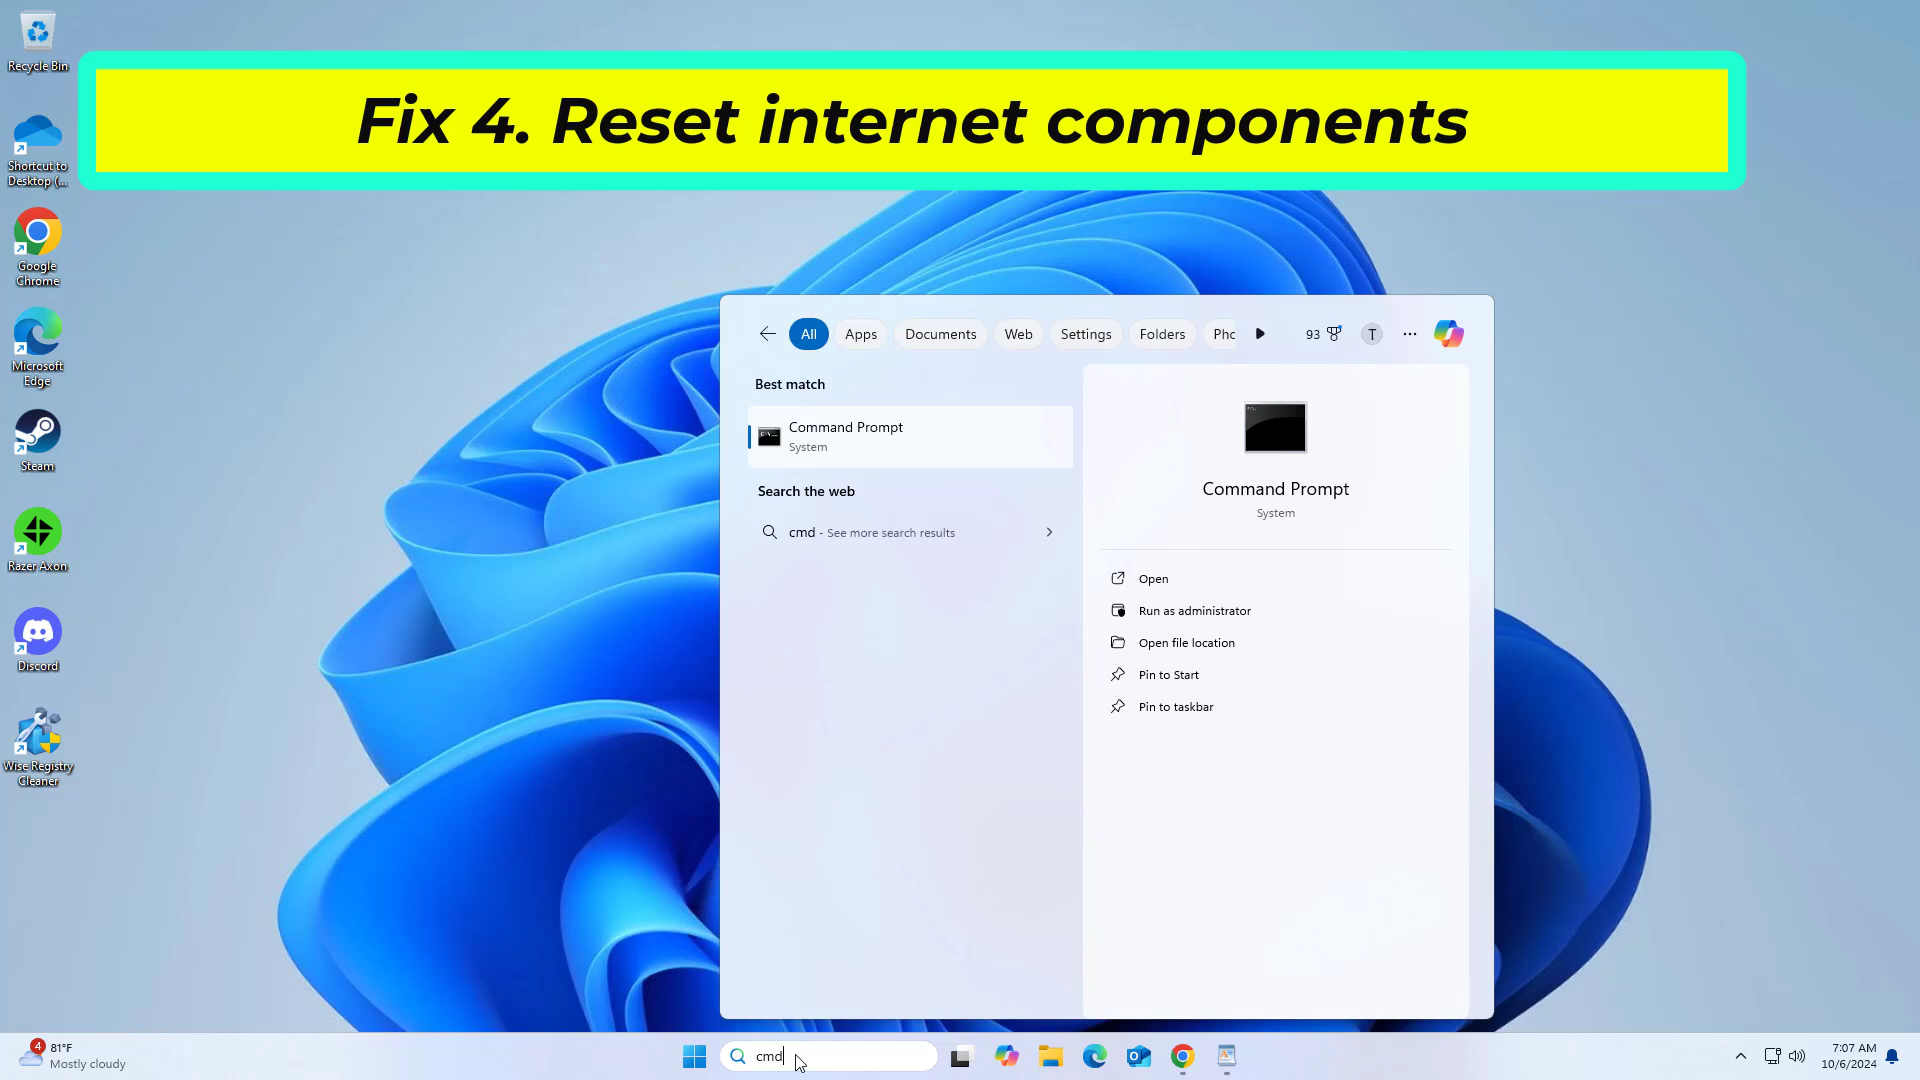 Recycle Bin
Fix 4. Reset internet components
Shortcut to
Desktop (...
Google
Chrome
Microsoft
Edge
Steam
Razer Axon
Discord
Wise Registry
Cleaner
All
Apps
Documents
Web
Settings
Folders
Phc
93
T
Best match
Command Prompt
System
Search the web
cmd - See more search results
Command Prompt
System
Open
Run as administrator
Open file location
Pin to Start
Pin to taskbar
4
81°F
Mostly cloudy
cmd
7:07 AM
10/6/2024